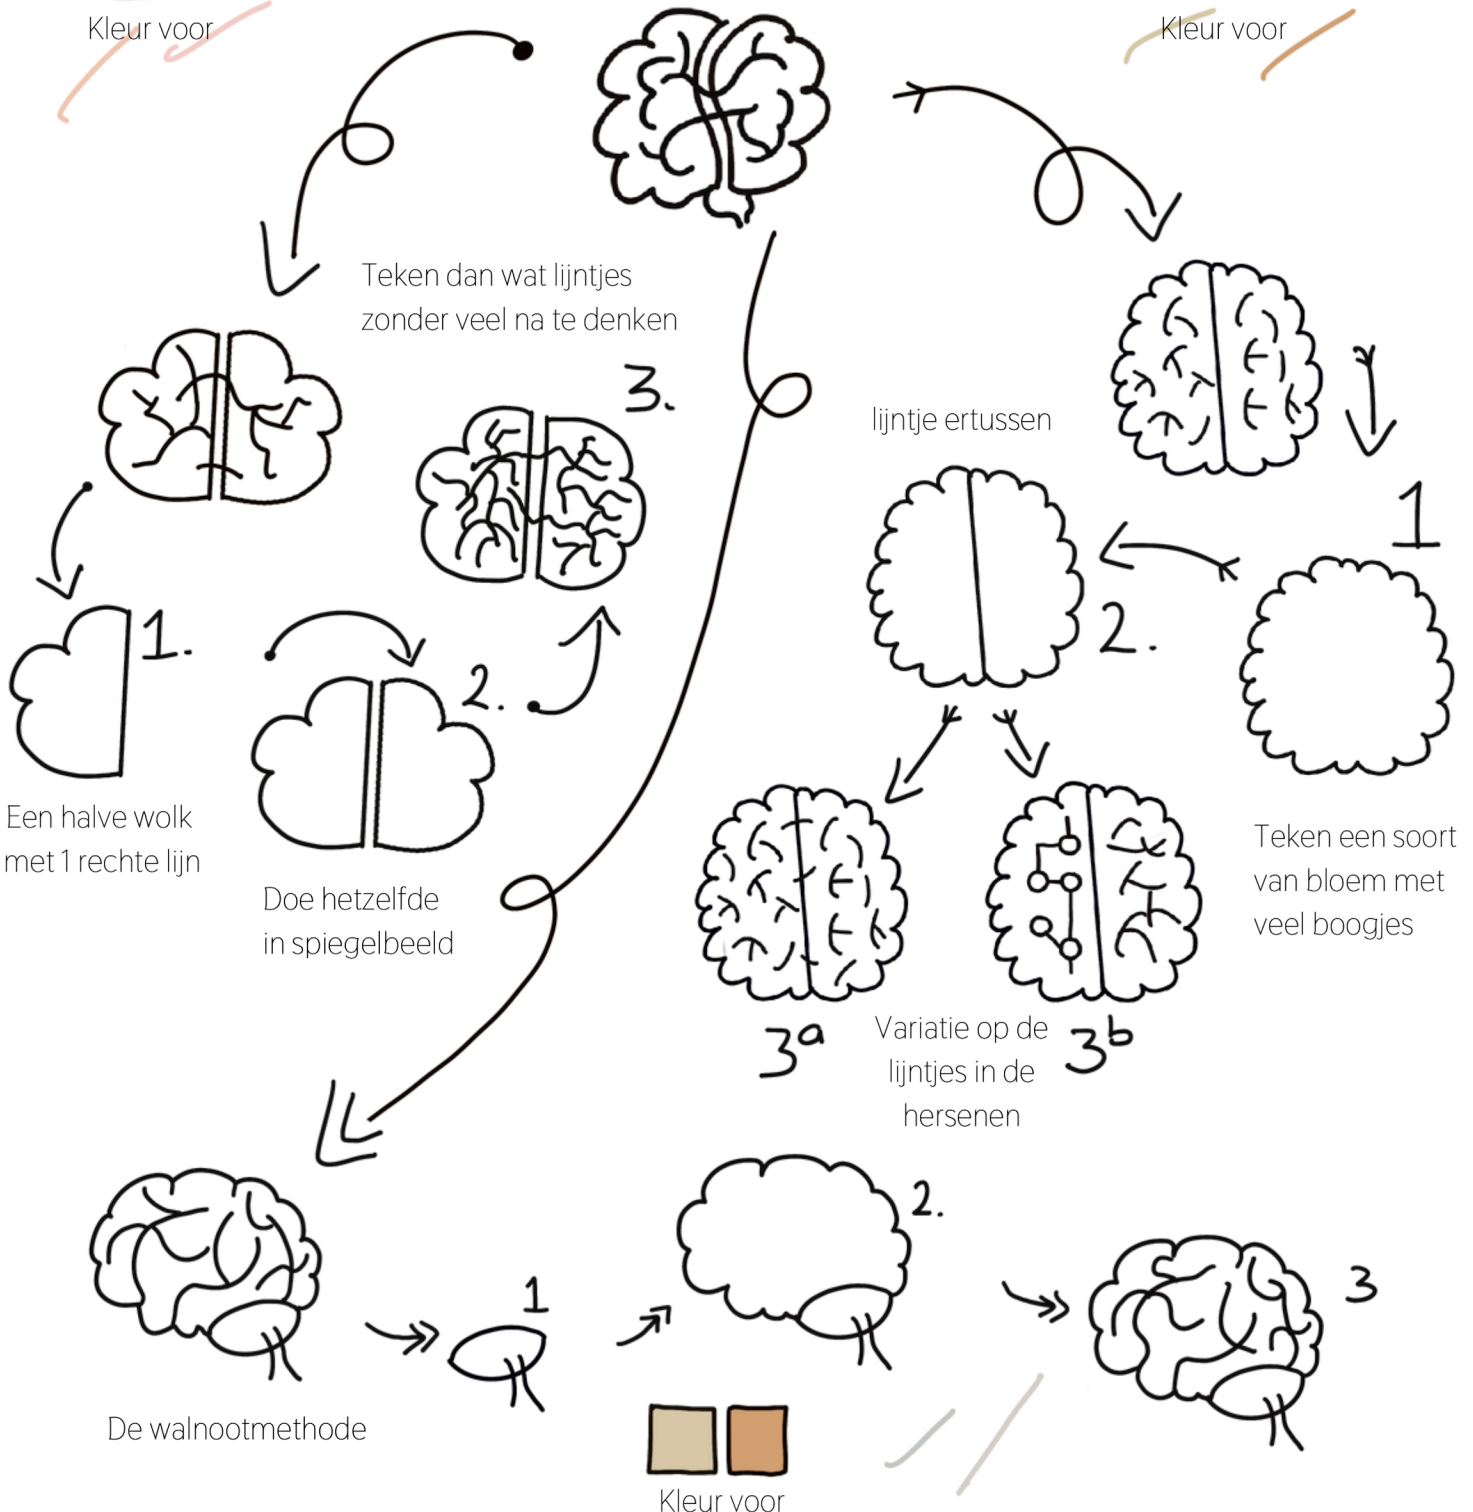 Kleur voor
Kleur voor
Teken dan wat lijntjes
zonder veel na te denken
3.
lijntje ertussen
1
1.
2.
2.
Een halve wolk
met 1 rechte lijn
Doe hetzelfde
in spiegelbeeld
Teken een soort
van bloem met
veel boogjes
3a
Variatie op de
lijntjes in de
hersenen
3b
2.
1
3
De walnootmethode
Kleur voor